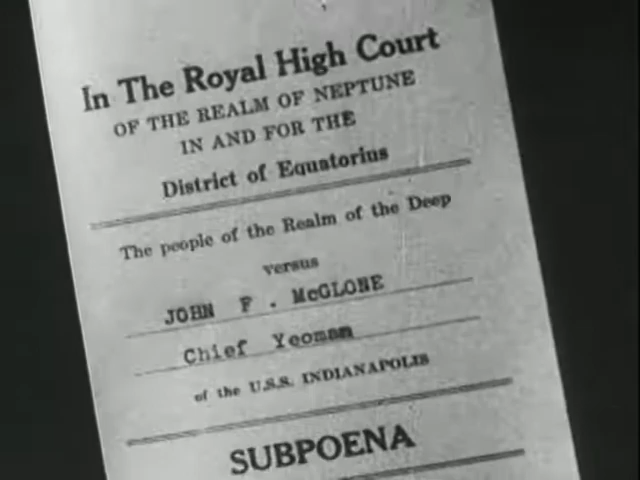 In The Royal High Court
OF THE REALM OF NEPTUNE
IN AND FOR THE
District of Equatorius
The people of the Realm of the Deep
versus
JOHN F. McGLONE
Chief Yeoman
of the U.S.S. INDIANAPOLIS
SUBPOENA